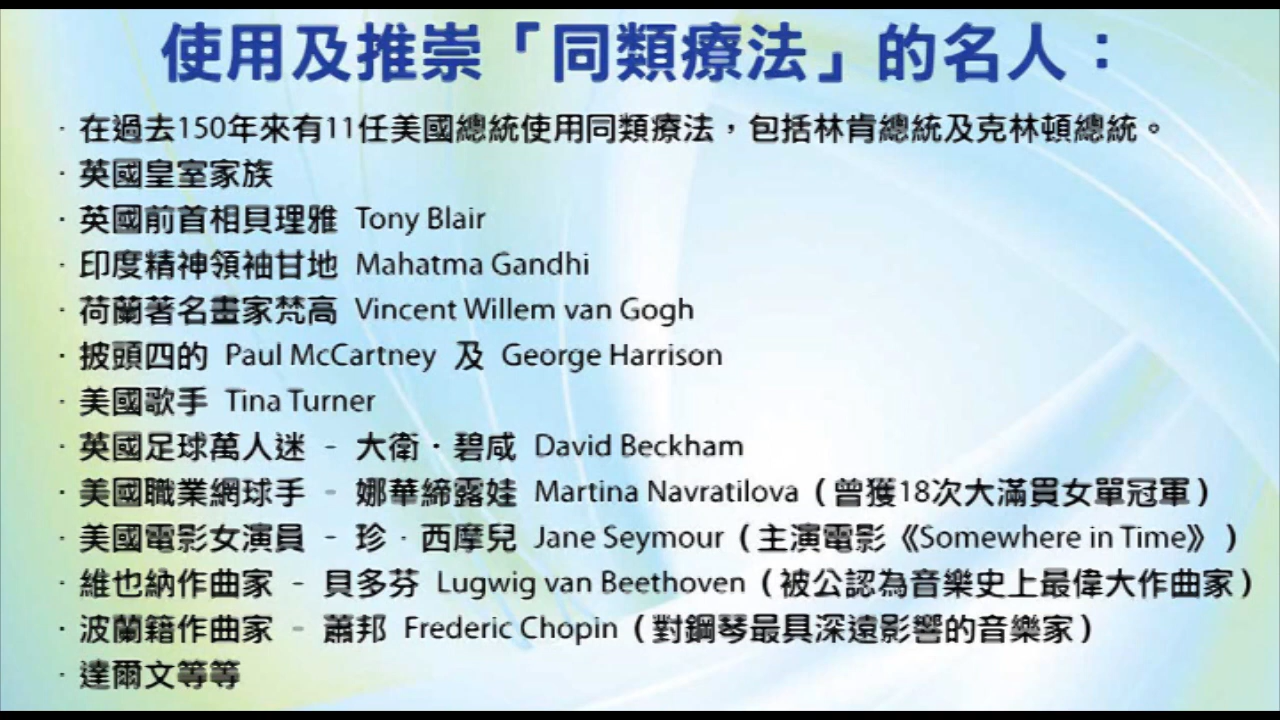 使用及推崇「同類療法」的名人：
· 在過去150年來有11任美國總統使用同類療法，包括林肯總統及克林頓總統。
· 英國皇室家族
· 英國前首相貝理雅 Tony Blair
· 印度精神領袖甘地 Mahatma Gandhi
· 荷蘭著名畫家梵高 Vincent Willem van Gogh
· 披頭四的 Paul McCartney 及 George Harrison
· 美國歌手 Tina Turner
· 英國足球萬人迷 - 大衛·碧咸 David Beckham
· 美國職業網球手 - 娜華締露娃 Martina Navratilova（曾獲18次大滿買女單冠軍）
· 美國電影女演員 - 珍·西摩兒 Jane Seymour（主演電影《Somewhere in Time》）
· 維也納作曲家 - 貝多芬 Lugwig van Beethoven（被公認為音樂史上最偉大作曲家）
· 波蘭籍作曲家 - 蕭邦 Frederic Chopin（對鋼琴最具深遠影響的音樂家）
· 達爾文等等